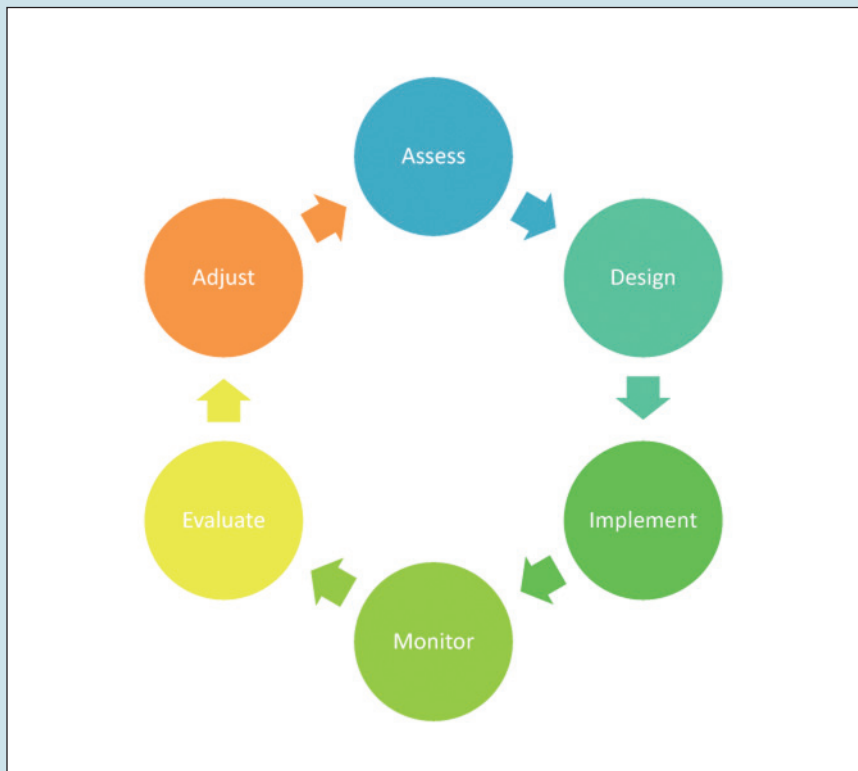 Assess
Design
Implement
Monitor
Evaluate
Adjust